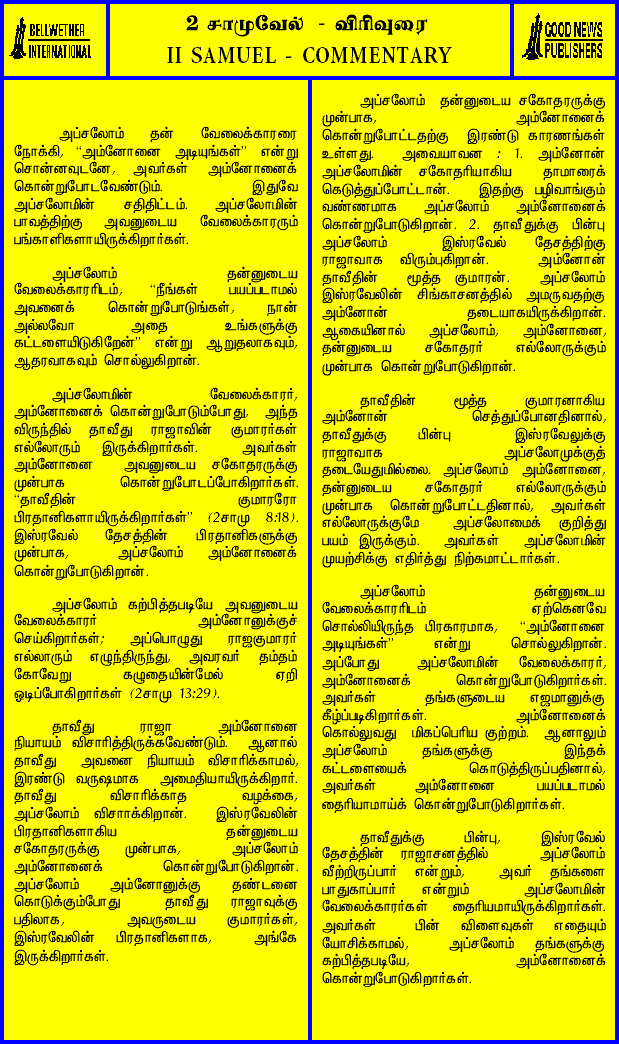 BELLWETHER
INTERNATIONAL
2 சாமுவேல் - விரிவுரை
II SAMUEL - COMMENTARY
GOOD NEWS
PUBLISHERS
அப்சலோம் தன் வேலைக்காரரை
நோக்கி, “அம்னோனை அடியுங்கள்” என்று
சொன்னவுடனே, அவர்கள் அம்னோனைக்
கொன்றுபோடவேண்டும். இதுவே
அப்சலோமின் சதிதிட்டம். அப்சலோமின்
பாவத்திற்கு அவனுடைய வேலைக்காரரும்
பங்காளிகளாயிருக்கிறார்கள்.
அப்சலோம் தன்னுடைய
வேலைக்காரரிடம், “நீங்கள் பயப்படாமல்
அவனைக் கொன்றுபோடுங்கள், நான்
அல்லவோ அதை உங்களுக்கு
கட்டளையிடுகிறேன்” என்று ஆறுதலாகவும்,
ஆதரவாகவும் சொல்லுகிறான்.
அப்சலோமின் வேலைக்காரர்,
அம்னோனைக் கொன்றுபோடும்போது, அந்த
விருந்தில் தாவீது ராஜாவின் குமாரர்கள்
எல்லோரும் இருக்கிறார்கள். அவர்கள்
அம்னோனை அவனுடைய சகோதரருக்கு
முன்பாக கொன்றுபோடப்போகிறார்கள்.
“தாவீதின் குமாரரோ
பிரதானிகளாயிருக்கிறார்கள்” (2சாமு 8:18).
இஸ்ரவேல் தேசத்தின் பிரதானிகளுக்கு
முன்பாக, அப்சலோம் அம்னோனைக்
கொன்றுபோடுகிறான்.
அப்சலோம் கற்பித்தபடியே அவனுடைய
வேலைக்காரர் அம்னோனுக்குச்
செய்கிறார்கள்; அப்பொழுது ராஜகுமாரர்
எல்லாரும் எழுந்திருந்து, அவரவர் தம்தம்
கோவேறு கழுதையின்மேல் ஏறி
ஓடிப்போகிறார்கள் (2சாமு 13:29).
தாவீது ராஜா அம்னோனை
நியாயம் விசாரித்திருக்கவேண்டும். ஆனால்
தாவீது அவனை நியாயம் விசாரிக்காமல்,
இரண்டு வருஷமாக அமைதியாயிருக்கிறார்.
தாவீது விசாரிக்காத வழக்கை,
அப்சலோம் விசாரக்கிறான். இஸ்ரவேலின்
பிரதானிகளாகிய தன்னுடைய
சகோதரருக்கு முன்பாக, அப்சலோம்
அம்னோனைக் கொன்றுபோடுகிறான்.
அப்சலோம் அம்னோனுக்கு தண்டனை
கொடுக்கும்போது தாவீது ராஜாவுக்கு
பதிலாக, அவருடைய குமாரர்கள்,
இஸ்ரவேலின் பிரதானிகளாக, அங்கே
இருக்கிறார்கள்.
அப்சலோம் தன்னுடைய சகோதரருக்கு
முன்பாக, அம்னோனைக்
கொன்றுபோட்டதற்கு இரண்டு காரணங்கள்
உள்ளது. அவையாவன : 1. அம்னோன்
அப்சலோமின் சகோதரியாகிய தாமாரைக்
கெடுத்துப்போட்டான். இதற்கு பழிவாங்கும்
வண்ணமாக அப்சலோம் அம்னோனைக்
கொன்றுபோடுகிறான். 2. தாவீதுக்கு பின்பு
அப்சலோம் இஸ்ரவேல் தேசத்திற்கு
ராஜாவாக விரும்புகிறான். அம்னோன்
தாவீதின் மூத்த குமாரன். அப்சலோம்
இஸ்ரவேலின் சிங்காசனத்தில் அமருவதற்கு
அம்னோன் தடையாகயிருக்கிறான்.
ஆகையினால் அப்சலோம், அம்னோனை,
தன்னுடைய சகோதரர் எல்லோருக்கும்
முன்பாக கொன்றுபோடுகிறான்.
தாவீதின் மூத்த குமாரனாகிய
அம்னோன் செத்துப்போனதினால்,
தாவீதுக்கு பின்பு இஸ்ரவேலுக்கு
ராஜாவாக அப்சலோமுக்குத்
தடையேதுமில்லை. அப்சலோம் அம்னோனை,
தன்னுடைய சகோதரர் எல்லோருக்கும்
முன்பாக கொன்றுபோட்டதினால், அவர்கள்
எல்லோருக்குமே அப்சலோமைக் குறித்து
பயம் இருக்கும். அவர்கள் அப்சலோமின்
முயற்சிக்கு எதிர்த்து நிற்கமாட்டார்கள்.
அப்சலோம் தன்னுடைய
வேலைக்காரரிடம் ஏற்கெனவே
சொல்லியிருந்த பிரகாரமாக, “அம்னோனை
அடியுங்கள்” என்று சொல்லுகிறான்.
அப்போது அப்சலோமின் வேலைக்காரர்,
அம்னோனைக் கொன்றுபோடுகிறார்கள்.
அவர்கள் தங்களுடைய எஜமானுக்கு
கீழ்ப்படிகிறார்கள். அம்னோனைக்
கொல்லுவது மிகப்பெரிய குற்றம். ஆனாலும்
அப்சலோம் தங்களுக்கு இந்தக்
கட்டளையைக் கொடுத்திருப்பதினால்,
அவர்கள் அம்னோனை பயப்படாமல்
தைரியாமாய்க் கொன்றுபோடுகிறார்கள்.
தாவீதுக்கு பின்பு, இஸ்ரவேல்
தேசத்தின் ராஜாசனத்தில் அப்சலோம்
வீற்றிருப்பார் என்றும், அவர் தங்களை
பாதுகாப்பார் என்றும் அப்சலோமின்
வேலைக்காரர்கள் தைரியமாயிருக்கிறார்கள்.
அவர்கள் பின் விளைவுகள் எதையும்
யோசிக்காமல், அப்சலோம் தங்களுக்கு
கற்பித்தபடியே, அம்னோனைக்
கொன்றுபோடுகிறார்கள்.